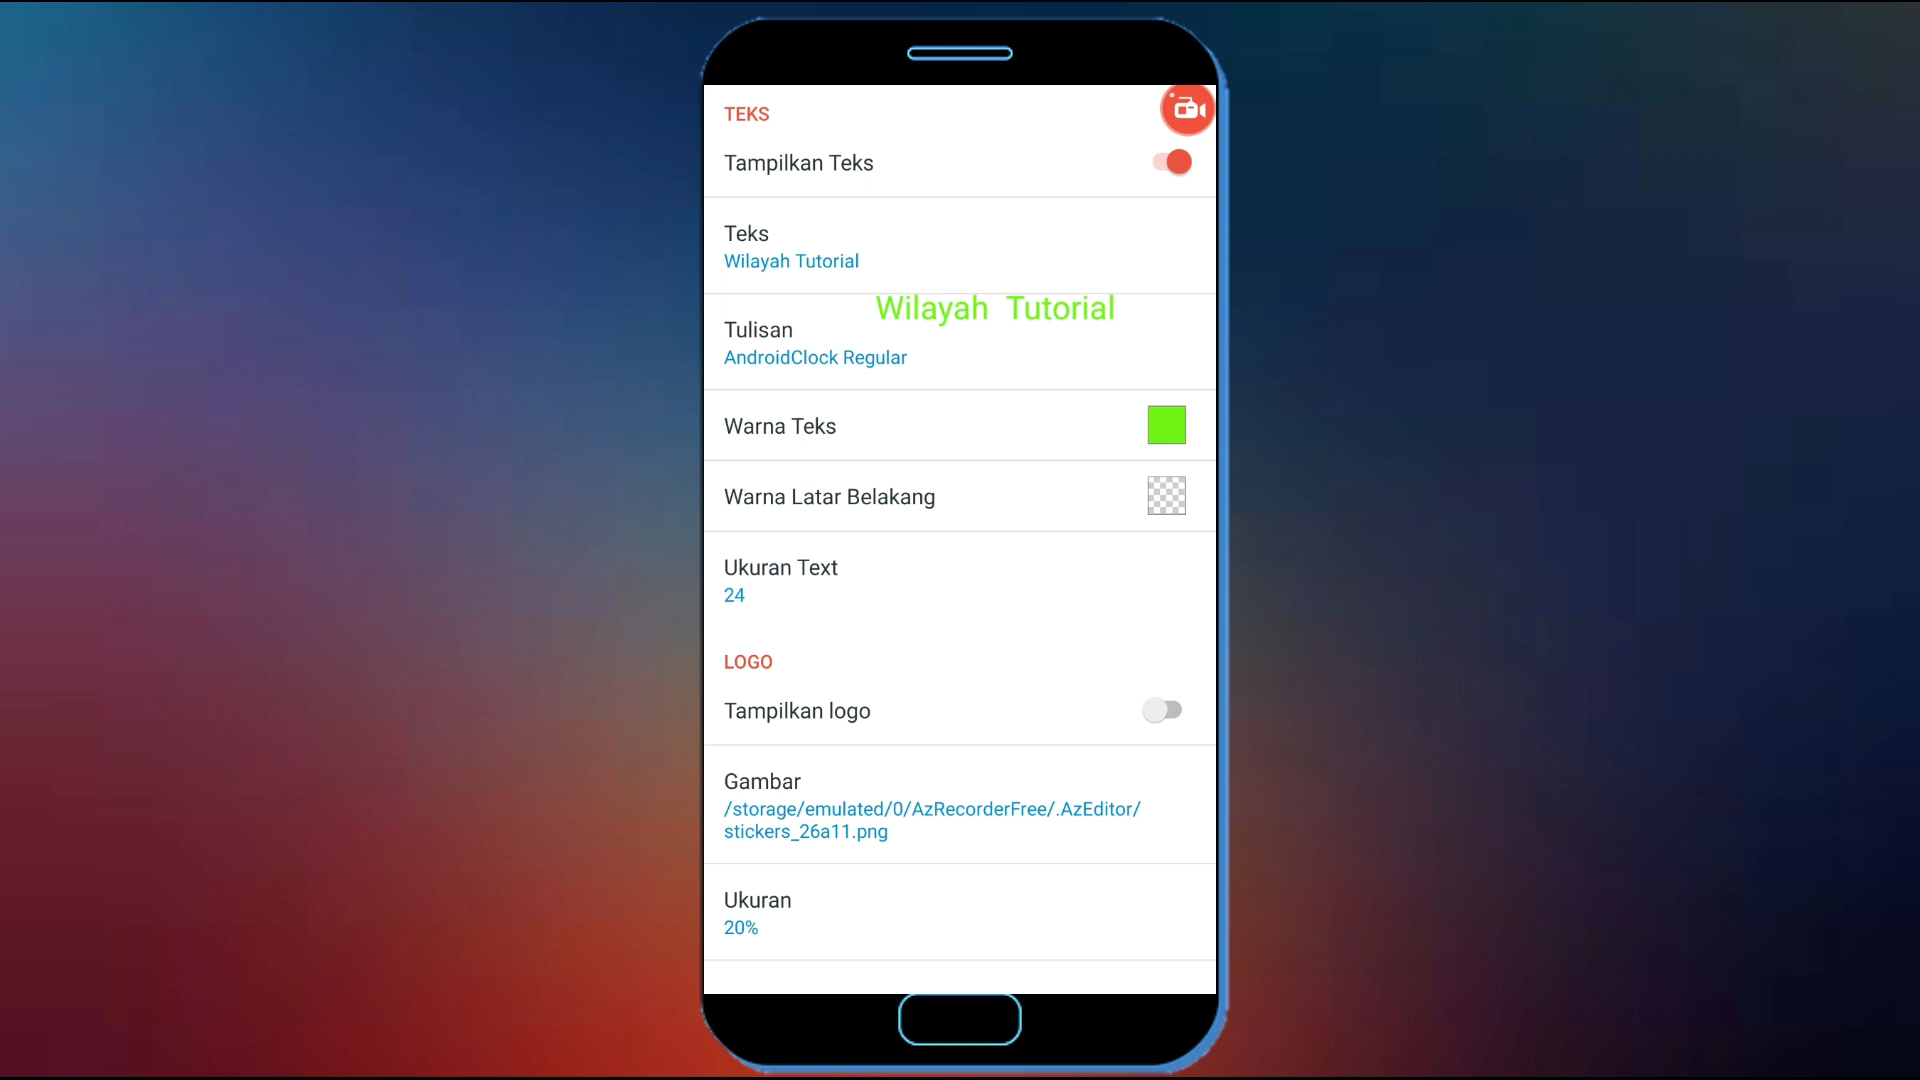 TEKS
Tampilkan Teks
Teks
Wilayah Tutorial
Wilayah Tutorial
Tulisan
AndroidClock Regular
Warna Teks
Warna Latar Belakang
Ukuran Text
24
LOGO
Tampilkan logo
Gambar
/storage/emulated/0/AzRecorderFree/.AzEditor/
stickers_26a11.png
Ukuran
20%